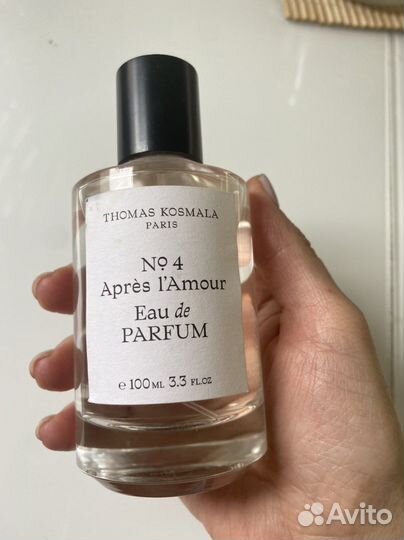 THOMAS KOSMALA
PARIS
Nº 4
Après l'Amour
Eau de
PARFUM
e 100ML 3.3 FL.OZ
Avito